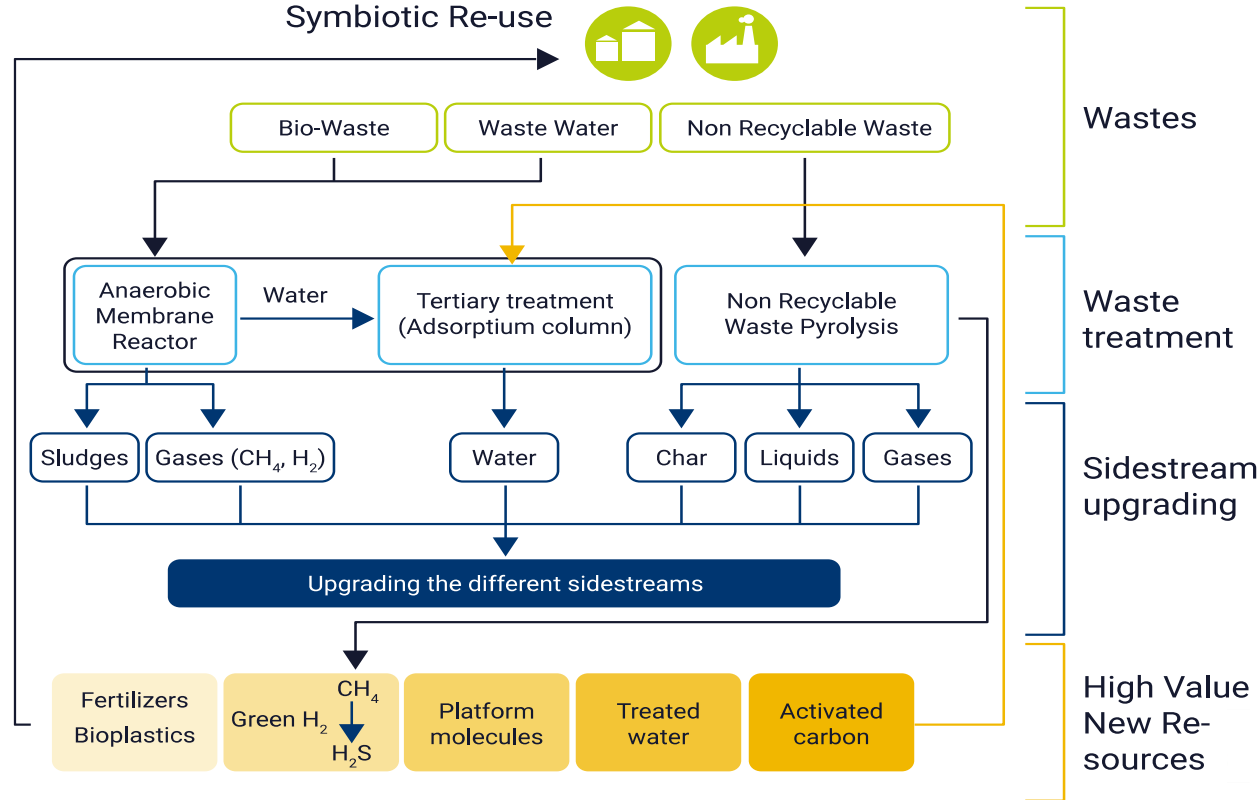 Symbiotic Re-use
Bio-Waste
Waste Water
Non Recyclable Waste
Wastes
Anaerobic
Membrane
Reactor
Water
Tertiary treatment
(Adsorptium column)
Non Recyclable
Waste Pyrolysis
Waste
treatment
Sludges
Gases (CH₄, H₂)
Water
Char
Liquids
Gases
Sidestream
upgrading
Upgrading the different sidestreams
Fertilizers
Bioplastics
Green H₂
CH₄
H₂S
Platform
molecules
Treated
water
Activated
carbon
High Value
New Re-
sources